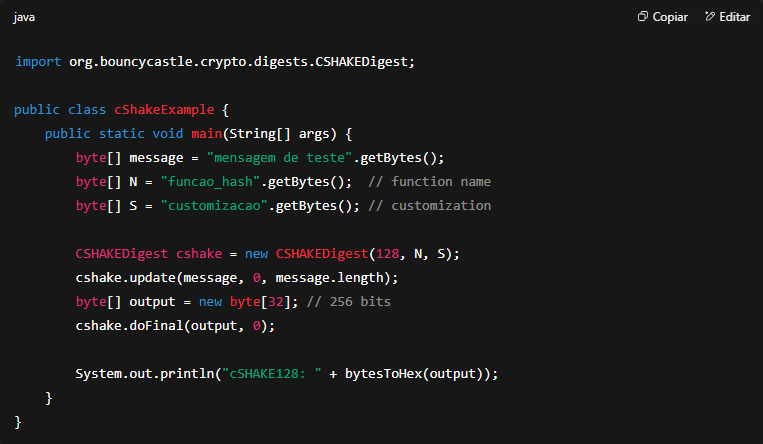 java
Copiar
Editar
import org.bouncycastle.crypto.digests.CSHAKEDigest;
public class cShakeExample {
public static void main(String[] args) {
byte[] message = "mensagem de teste".getBytes();
byte[] N = "funcao_hash".getBytes();  // function name
byte[] S = "customizacao".getBytes(); // customization
CSHAKEDigest cshake = new CSHAKEDigest(128, N, S);
cshake.update(message, 0, message.length);
byte[] output = new byte[32]; // 256 bits
cshake.doFinal(output, 0);
System.out.println("cSHAKE128: " + bytesToHex(output));
}
}